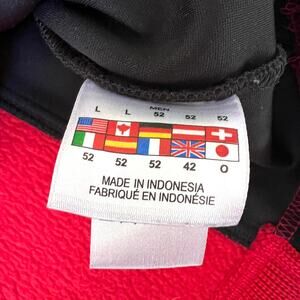 L L MEN 52 52
52
52 52 52 42 O
MADE IN INDONESIA
FABRIQUÉ EN INDONÉSIE